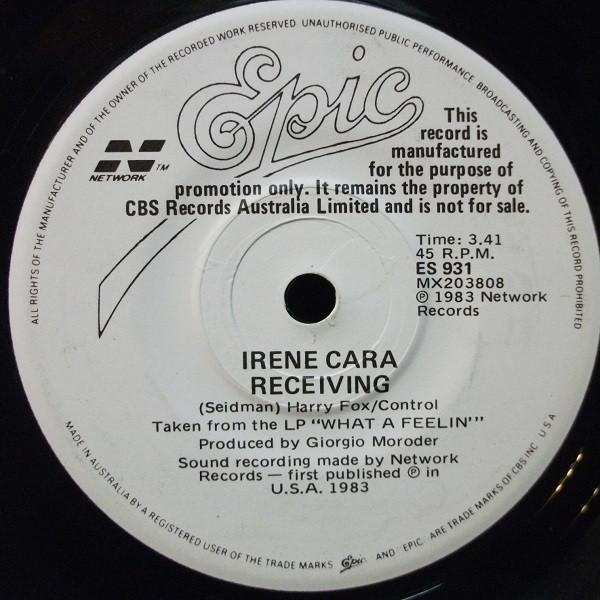 ALL RIGHTS OF THE MANUFACTURER AND OF THE OWNER OF THE RECORDED WORK RESERVED UNAUTHORISED PUBLIC PERFORMANCE BROADCASTING AND COPYING OF THIS RECORD PROHIBITED
Epic
N
NETWORK TM
This
record is
manufactured
for the purpose of
promotion only. It remains the property of
CBS Records Australia Limited and is not for sale.
Time: 3.41
45 R.P.M.
ES 931
MX203808
℗ 1983 Network
Records
IRENE CARA
RECEIVING
(Seidman) Harry Fox/Control
Taken from the LP "WHAT A FEELIN'"
Produced by Giorgio Moroder
Sound recording made by Network
Records — first published ℗ in
U.S.A. 1983
MADE IN AUSTRALIA BY A REGISTERED USER OF THE TRADE MARKS Epic AND · EPIC · ARE TRADE MARKS OF CBS INC USA